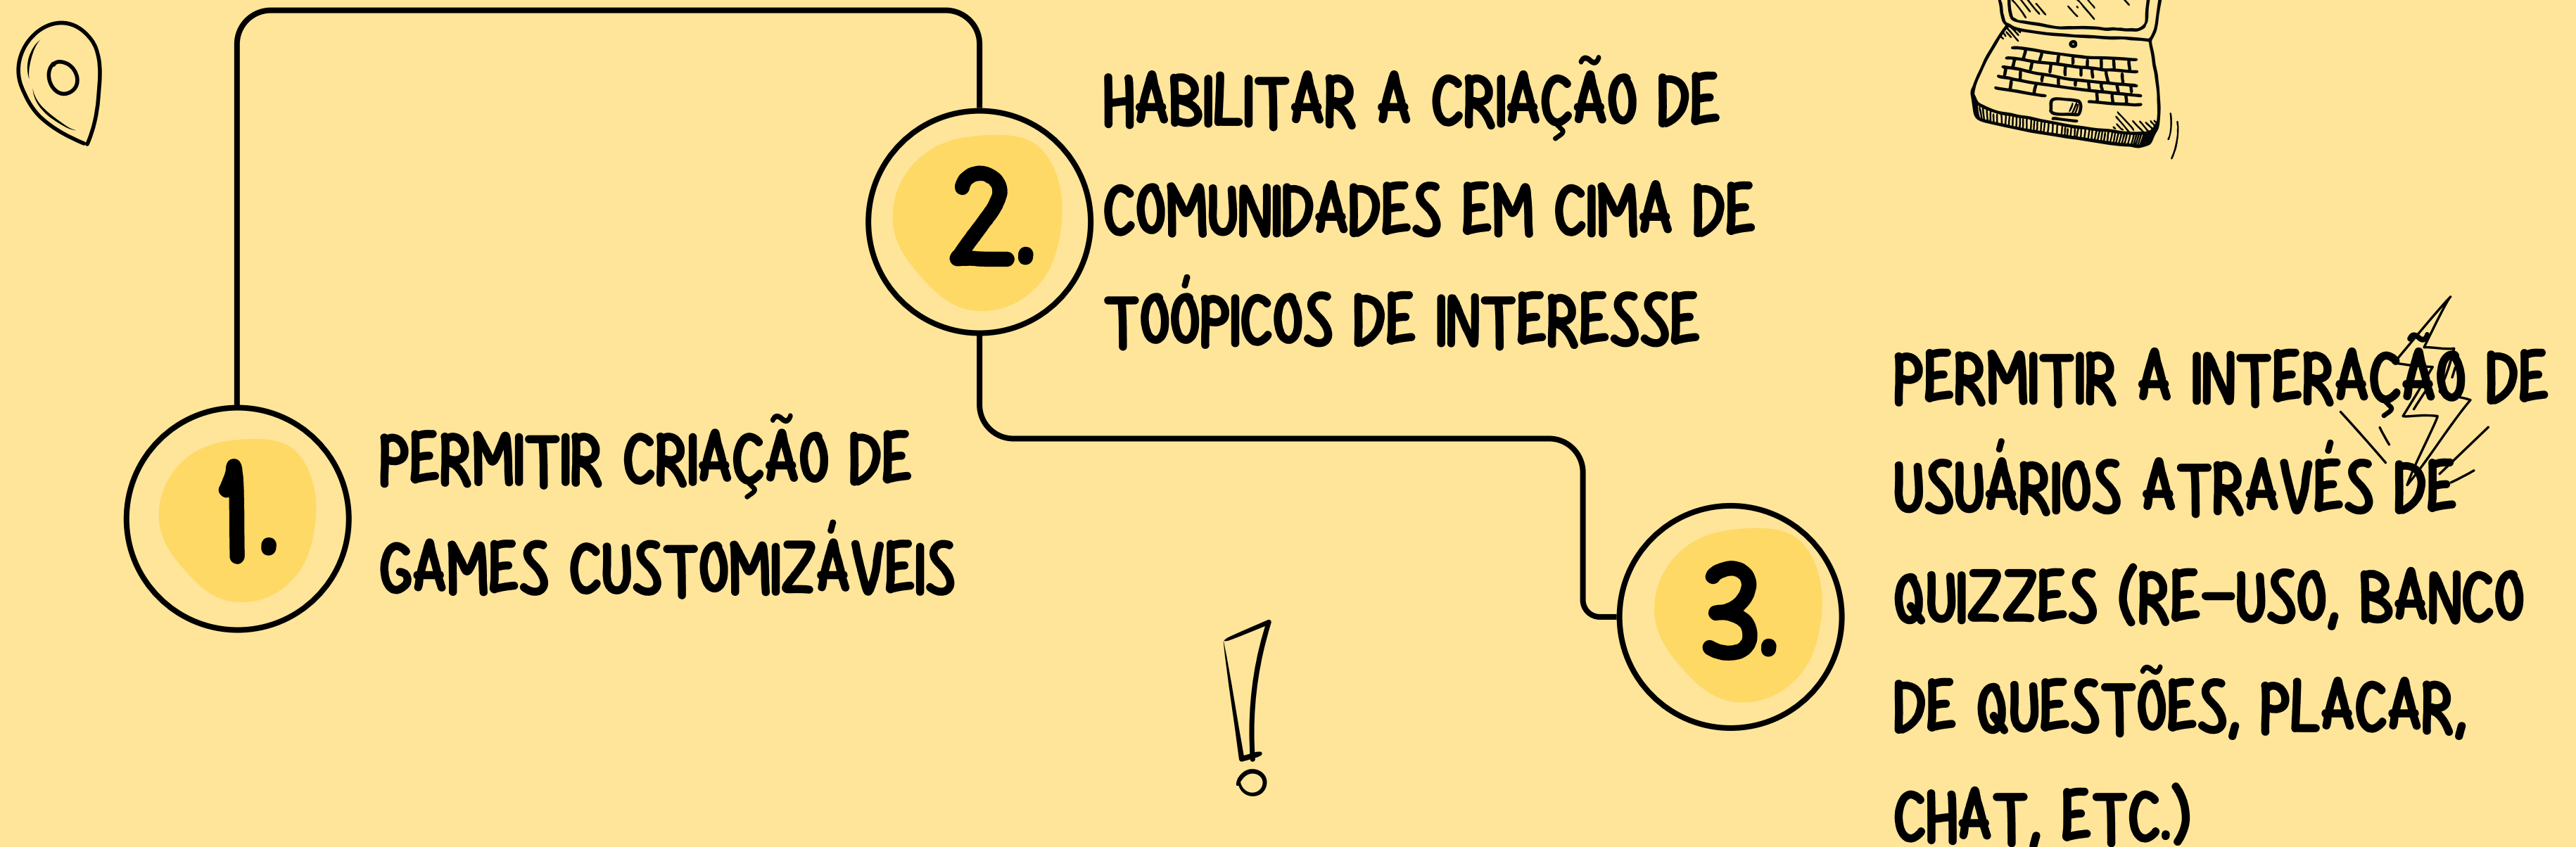 1.
PERMITIR CRIAÇÃO DE
GAMES CUSTOMIZÁVEIS
2.
HABILITAR A CRIAÇÃO DE
COMUNIDADES EM CIMA DE
TOÓPICOS DE INTERESSE
3.
PERMITIR A INTERAÇÃO DE
USUÁRIOS ATRAVÉS DE
QUIZZES (RE-USO, BANCO
DE QUESTÕES, PLACAR,
CHAT, ETC.)